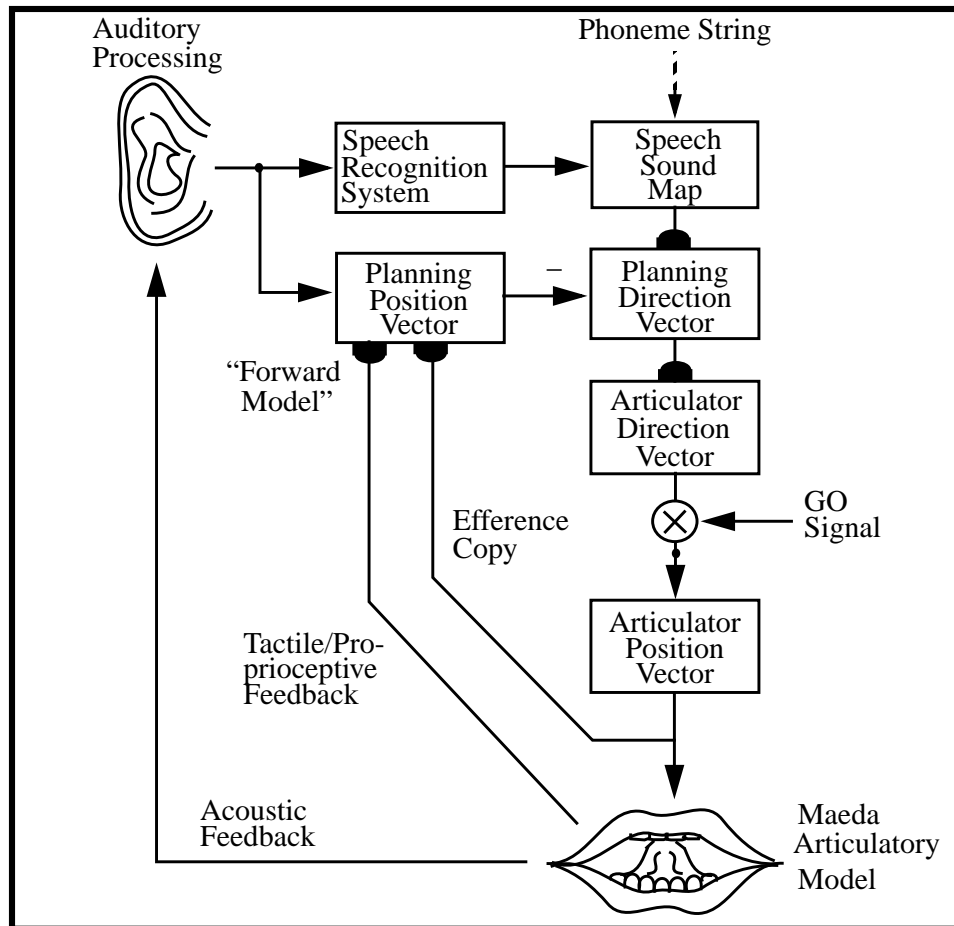 Auditory
Processing
Phoneme String
Speech
Recognition
System
Speech
Sound
Map
Planning
Position
Vector
–
Planning
Direction
Vector
“Forward
Model”
Articulator
Direction
Vector
GO
Signal
Efference
Copy
Articulator
Position
Vector
Tactile/Pro-
prioceptive
Feedback
Acoustic
Feedback
Maeda
Articulatory
Model